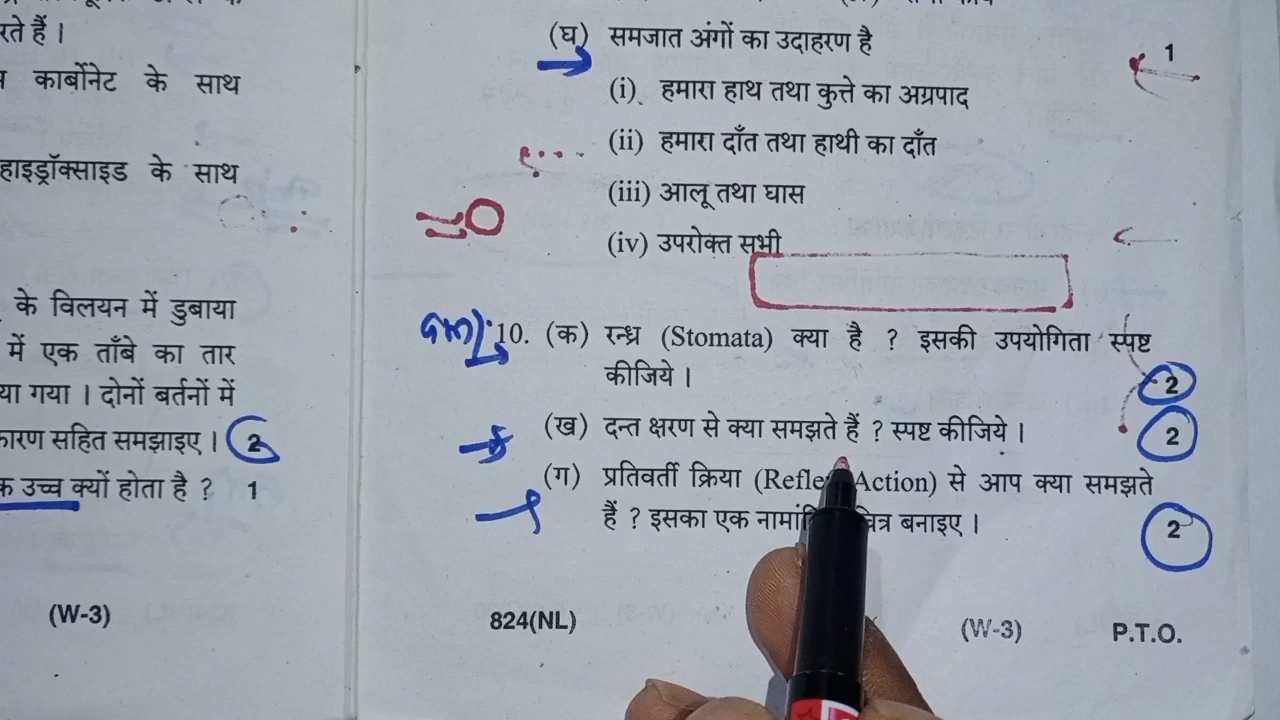 रते हैं ।
कार्बोनेट के साथ
हाइड्रॉक्साइड के साथ
के विलयन में डुबाया
में एक ताँबे का तार
या गया । दोनों बर्तनों में
कारण सहित समझाइए । 2
क उच्च क्यों होता है ? 1
(W-3)
(घ) समजात अंगों का उदाहरण है 1
(i) हमारा हाथ तथा कुत्ते का अग्रपाद
(ii) हमारा दाँत तथा हाथी का दाँत
(iii) आलू तथा घास
(iv) उपरोक्त सभी
10. (क) रन्ध्र (Stomata) क्या है ? इसकी उपयोगिता स्पष्ट
कीजिये । 2
(ख) दन्त क्षरण से क्या समझते हैं ? स्पष्ट कीजिये । 2
(ग) प्रतिवर्ती क्रिया (Refle Action) से आप क्या समझते
हैं ? इसका एक बनाइए । 2
824(NL) (W-3) P.T.O.